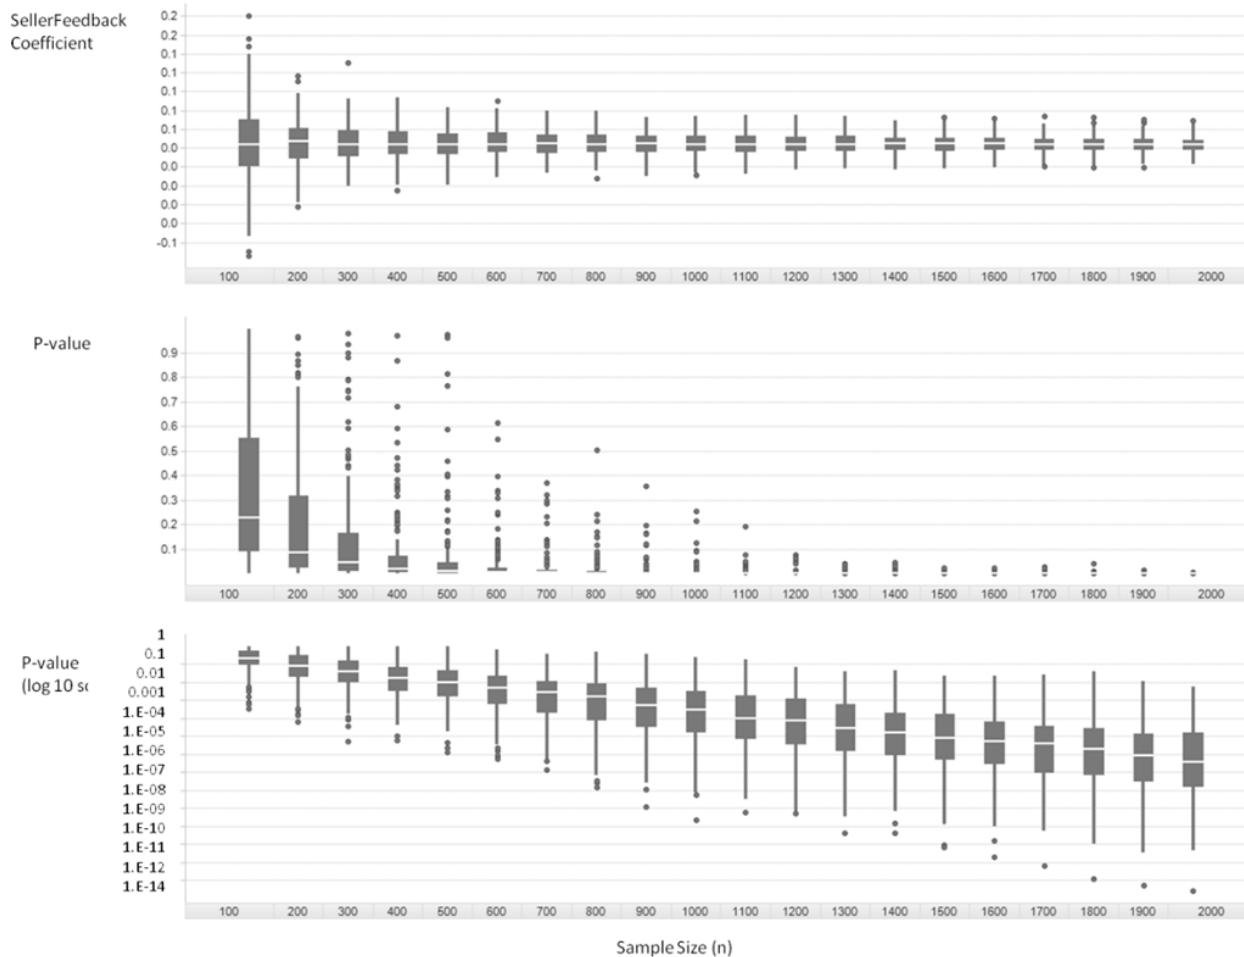 SellerFeedback
Coefficient
0.2
0.2
0.1
0.1
0.1
0.1
0.1
0.0
0.0
0.0
0.0
0.0
-0.1
100 200 300 400 500 600 700 800 900 1000 1100 1200 1300 1400 1500 1600 1700 1800 1900 2000
P-value
0.9
0.8
0.7
0.6
0.5
0.4
0.3
0.2
0.1
100 200 300 400 500 600 700 800 900 1000 1100 1200 1300 1400 1500 1600 1700 1800 1900 2000
P-value
(log 10 sc
1
0.1
0.01
0.001
1.E-04
1.E-05
1.E-06
1.E-07
1.E-08
1.E-09
1.E-10
1.E-11
1.E-12
1.E-14
100 200 300 400 500 600 700 800 900 1000 1100 1200 1300 1400 1500 1600 1700 1800 1900 2000
Sample Size (n)